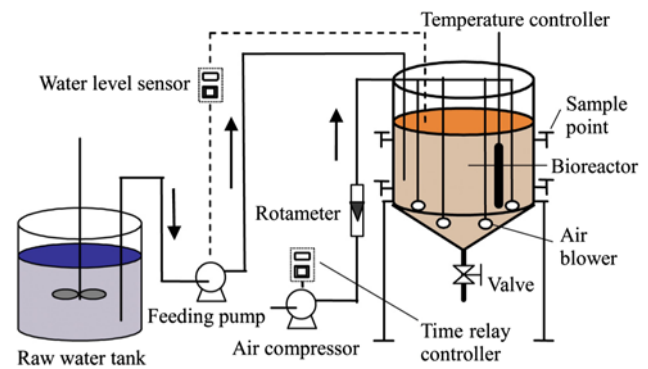 Temperature controller
Water level sensor
Sample
point
Bioreactor
Rotameter
Air
blower
Valve
Feeding pump
Time relay
controller
Air compressor
Raw water tank